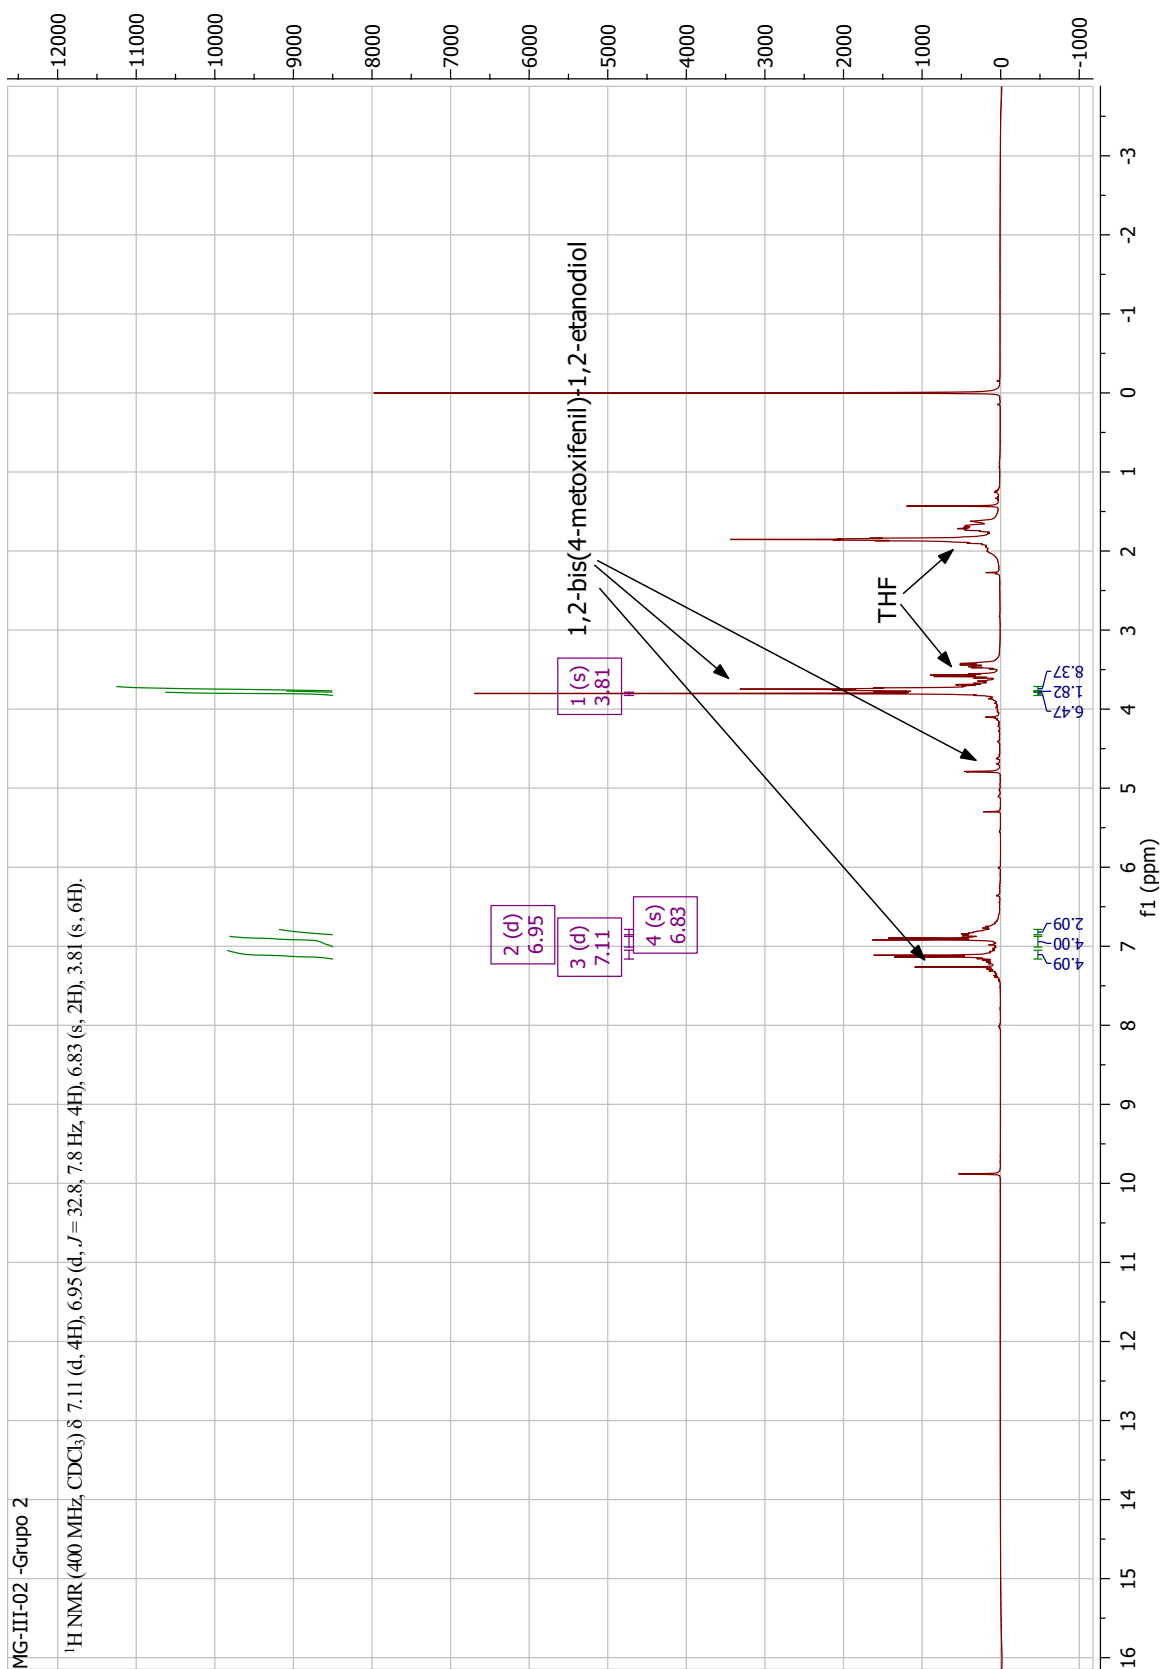 MG-III-02 -Grupo 2
¹H NMR (400 MHz, CDCl₃) δ 7.11 (d, 4H), 6.95 (d, J = 32.8, 7.8 Hz, 4H), 6.83 (s, 2H), 3.81 (s, 6H).
12000
11000
10000
9000
8000
7000
6000
5000
4000
3000
2000
1000
0
-1000
2 (d)
6.95
3 (d)
7.11
4 (s)
6.83
1 (s)
3.81
1,2-bis(4-metoxifenil)-1,2-etanodiol
THF
4.09
4.00
2.09
6.47
1.82
8.37
16 15 14 13 12 11 10 9 8 7 6 5 4 3 2 1 0 -1 -2 -3
f1 (ppm)